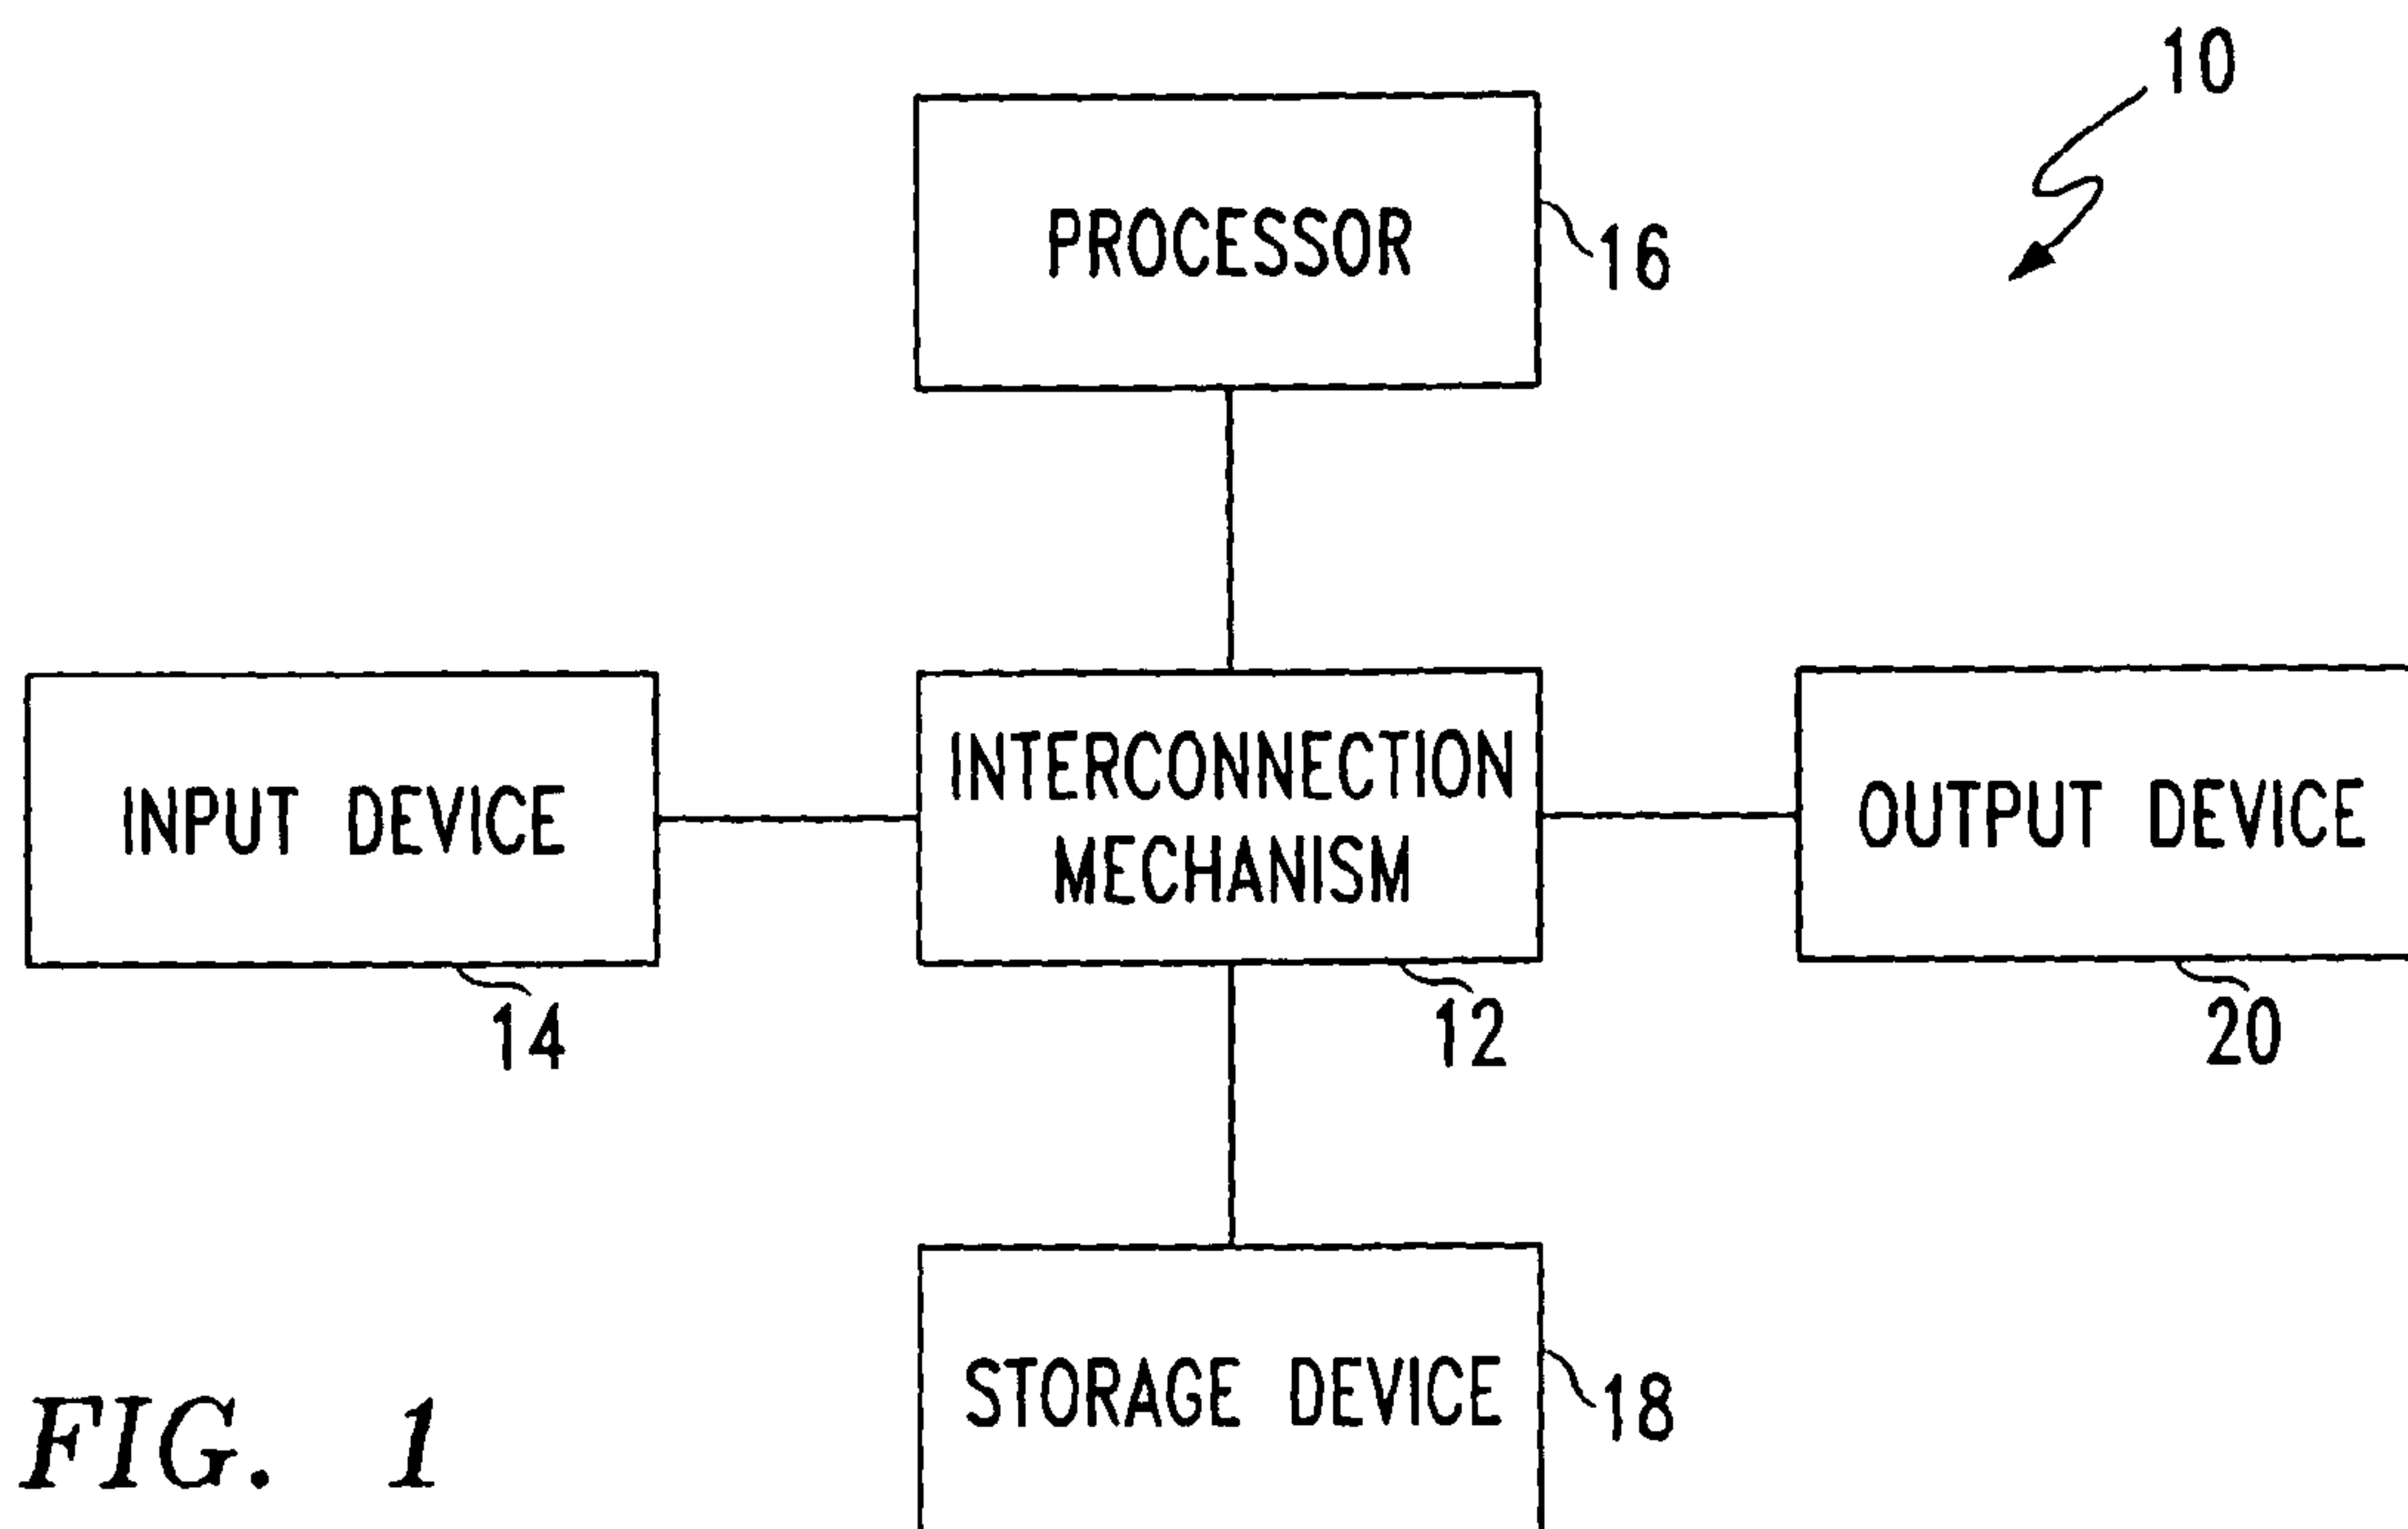 10
PROCESSOR
16
INTERCONNECTION
MECHANISM
INPUT DEVICE
OUTPUT DEVICE
14
12
20
STORAGE DEVICE
18
FIG. 1